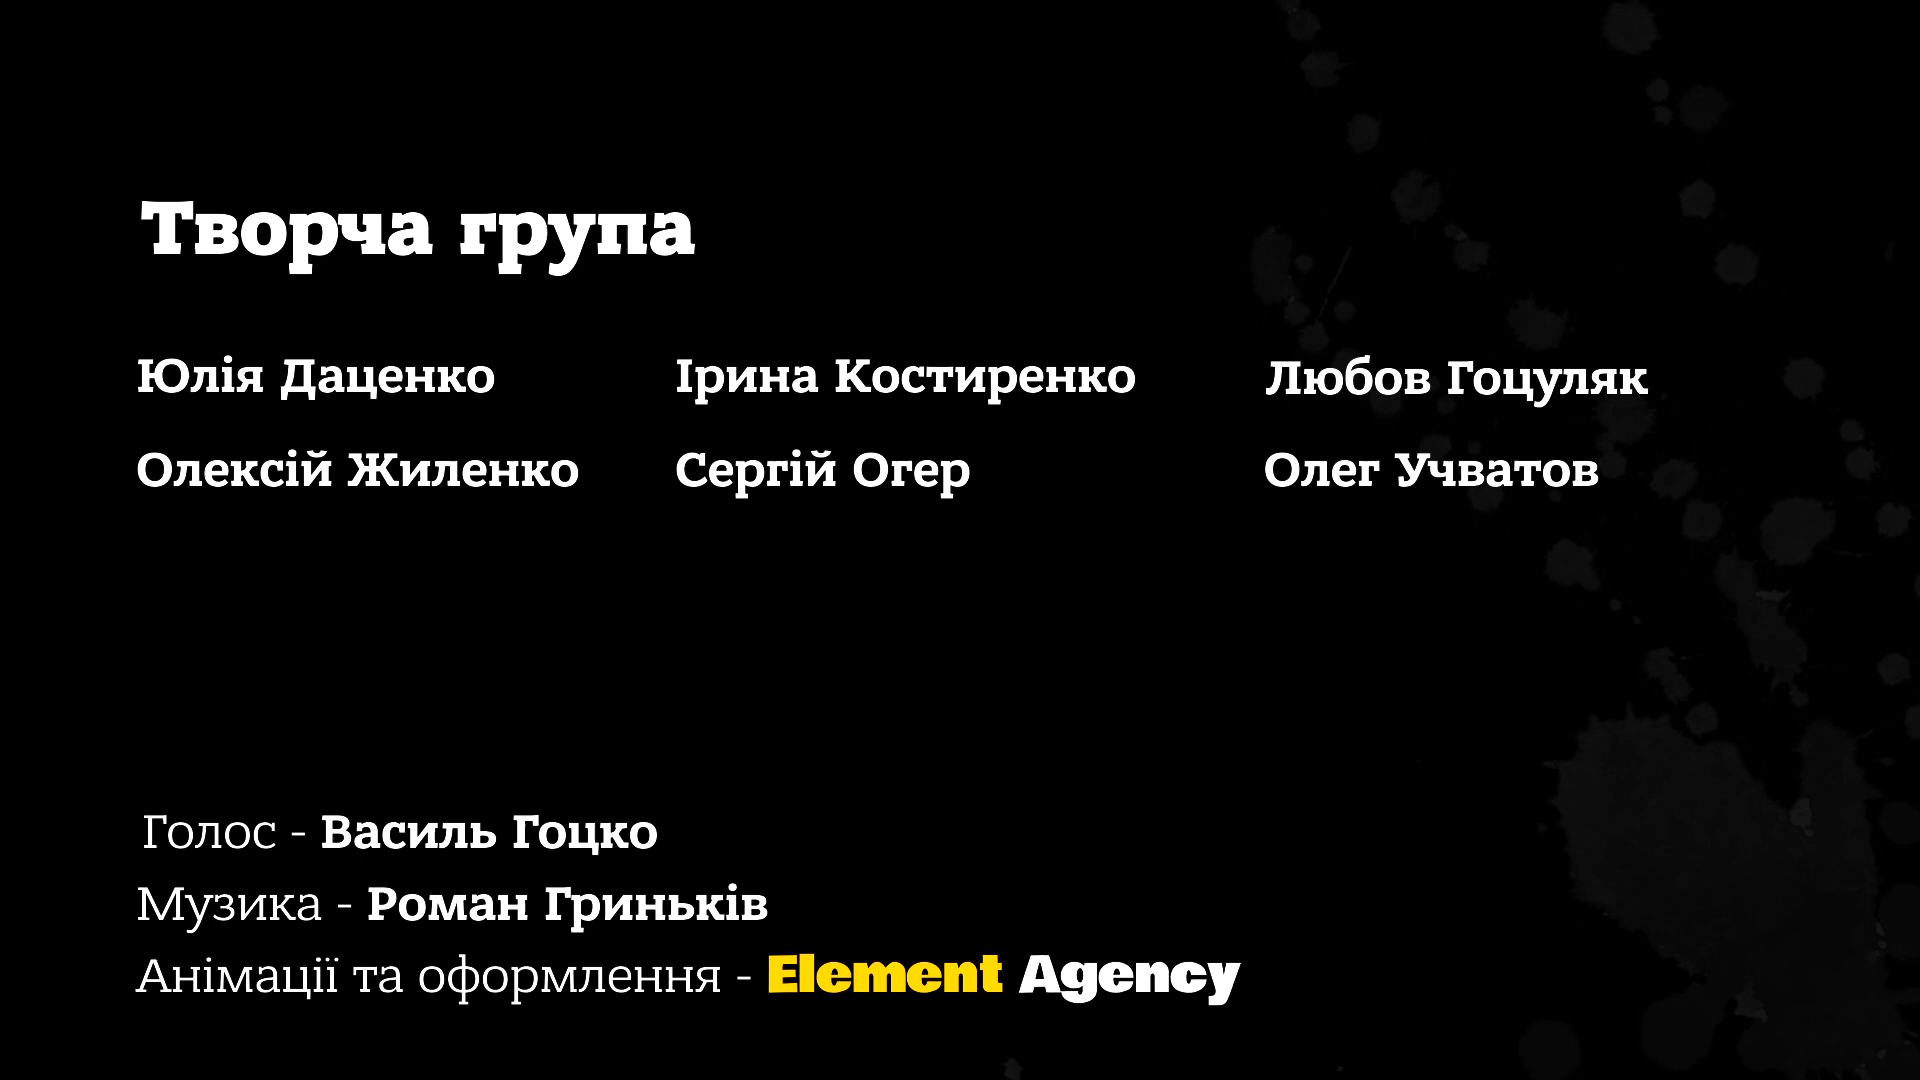 Творча група
Юлія Даценко Ірина Костиренко Любов Гоцуляк
Олексій Жиленко Сергій Огер Олег Учватов
Голос - Василь Гоцко
Музика - Роман Гриньків
Анімації та оформлення - Element Agency